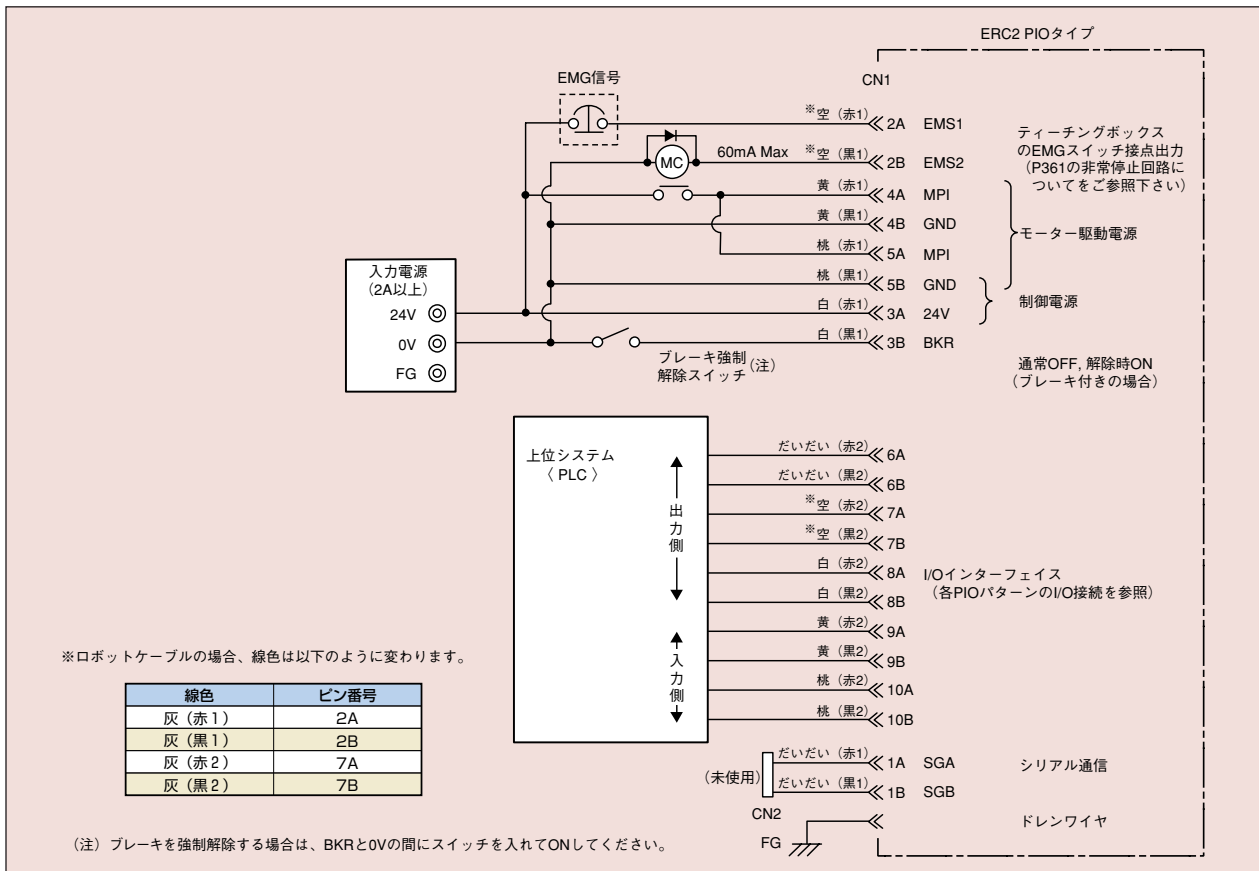 ERC2 PIOタイプ
CN1
EMG信号
※空（赤1） 2A EMS1
60mA Max ※空（黒1） 2B EMS2
MC
ティーチングボックス
のEMGスイッチ接点出力
（P361の非常停止回路に
ついてをご参照下さい）
黄（赤1） 4A MPI
黄（黒1） 4B GND
桃（赤1） 5A MPI
モーター駆動電源
桃（黒1） 5B GND
白（赤1） 3A 24V
制御電源
白（黒1） 3B BKR
入力電源
（2A以上）
24V
0V
FG
ブレーキ強制
解除スイッチ（注）
通常OFF, 解除時ON
（ブレーキ付きの場合）
上位システム
〈 PLC 〉
出力側
入力側
だいだい（赤2） 6A
だいだい（黒2） 6B
※空（赤2） 7A
※空（黒2） 7B
白（赤2） 8A
白（黒2） 8B
黄（赤2） 9A
黄（黒2） 9B
桃（赤2） 10A
桃（黒2） 10B
I/Oインターフェイス
（各PIOパターンのI/O接続を参照）
※ロボットケーブルの場合、線色は以下のように変わります。
線色 ピン番号
灰（赤１） 2A
灰（黒１） 2B
灰（赤２） 7A
灰（黒２） 7B
（未使用）
だいだい（赤1） 1A SGA
だいだい（黒1） 1B SGB
シリアル通信
CN2
FG
ドレンワイヤ
（注）ブレーキを強制解除する場合は、BKRと0Vの間にスイッチを入れてONしてください。